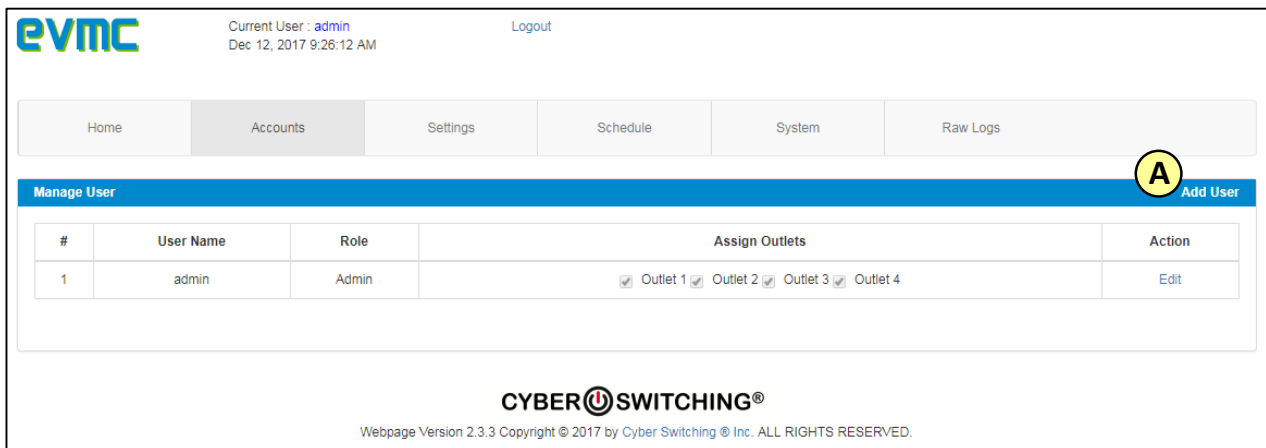 evmc
Current User : admin
Logout
Dec 12, 2017 9:26:12 AM
Home Accounts Settings Schedule System Raw Logs
A
Manage User Add User
# User Name Role Assign Outlets Action
1 admin Admin Outlet 1 Outlet 2 Outlet 3 Outlet 4 Edit
CYBER SWITCHING®
Webpage Version 2.3.3 Copyright © 2017 by Cyber Switching ® Inc. ALL RIGHTS RESERVED.